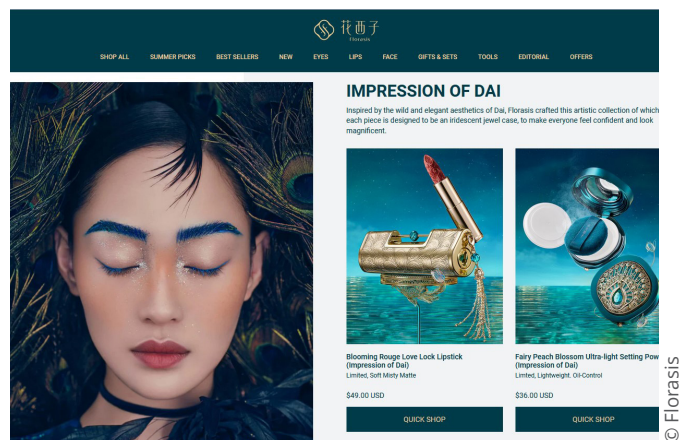 花西子
Florasis
SHOP ALL SUMMER PICKS BEST SELLERS NEW EYES LIPS FACE GIFTS & SETS TOOLS EDITORIAL OFFERS
IMPRESSION OF DAI
Inspired by the wild and elegant aesthetics of Dai, Florasis crafted this artistic collection of which
each piece is designed to be an iridescent jewel case, to make everyone feel confident and look
magnificent.
Blooming Rouge Love Lock Lipstick
(Impression of Dai)
Limited, Soft Misty Matte
$49.00 USD
QUICK SHOP
Fairy Peach Blossom Ultra-light Setting Pow
(Impression of Dai)
Limted, Lightweight. Oil-Control
$36.00 USD
QUICK SHOP
© Florasis